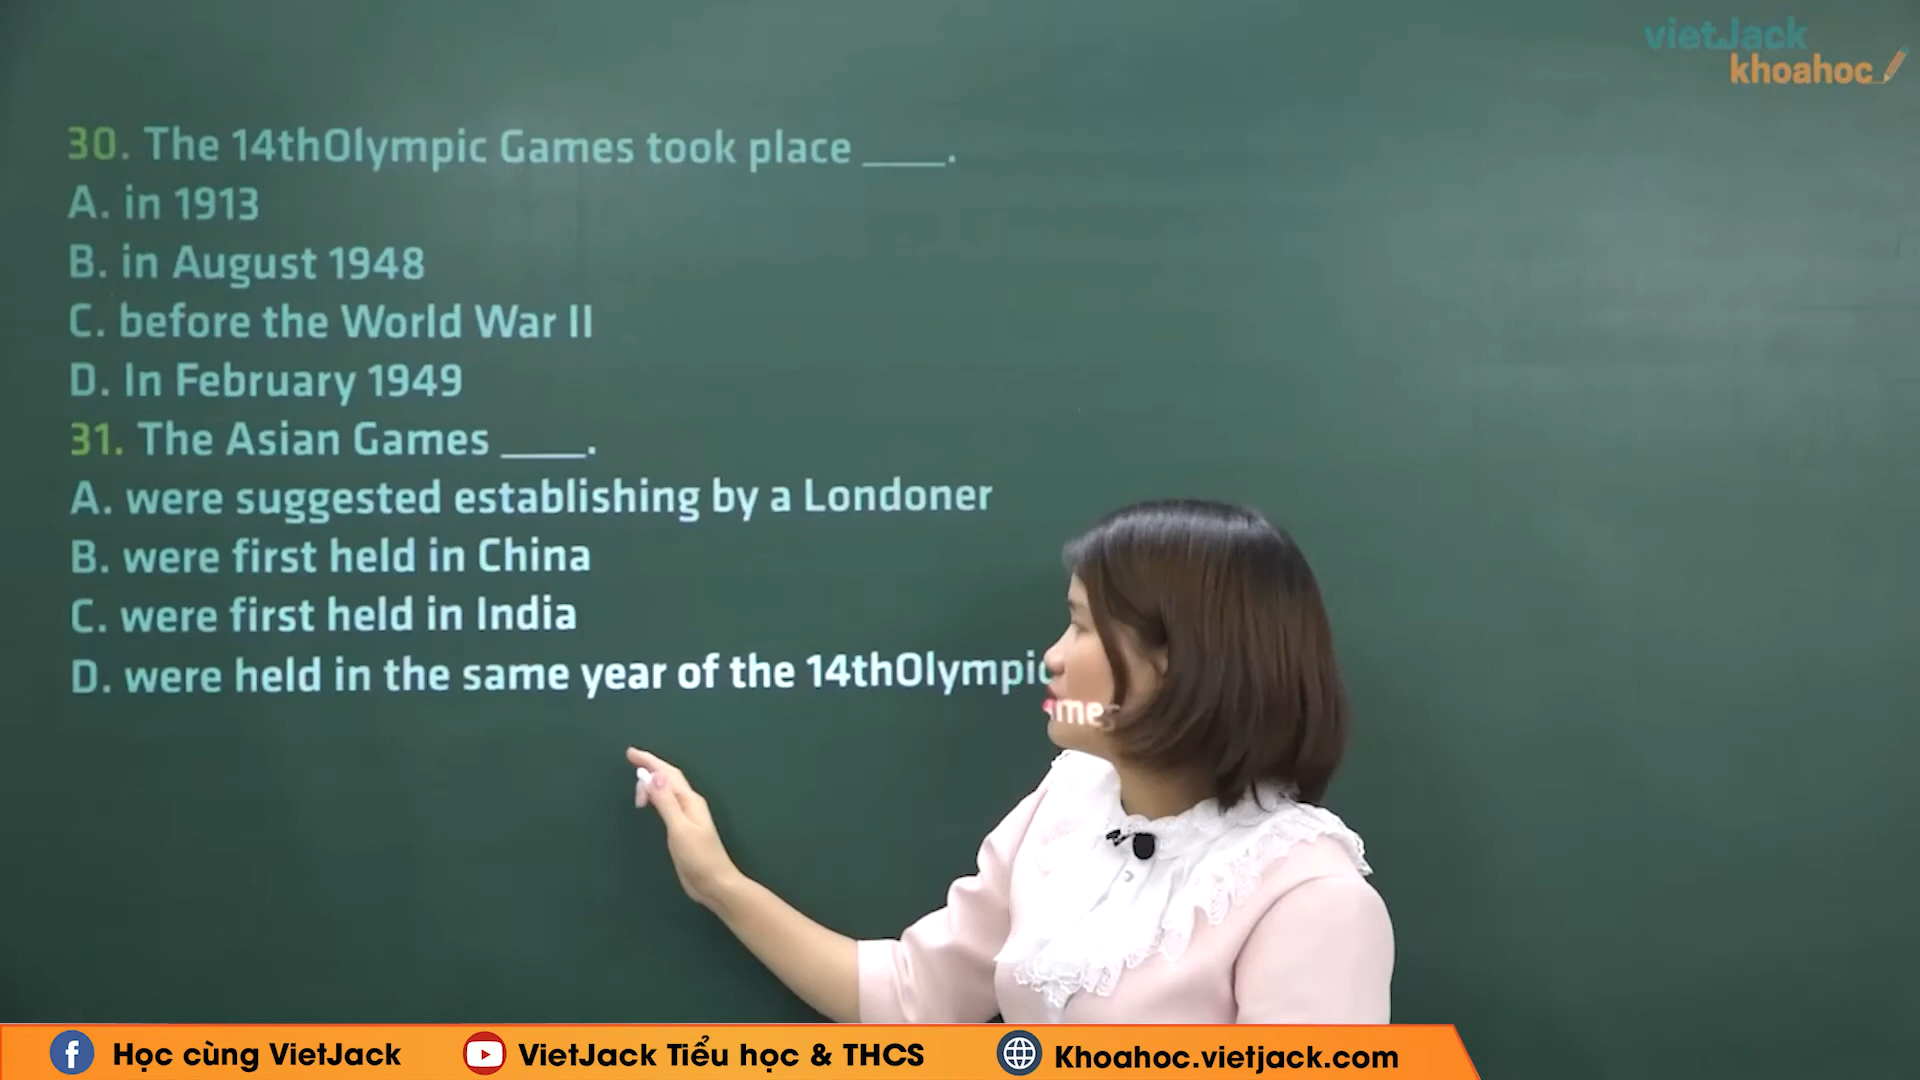 vietJack
khoahoc
30. The 14thOlympic Games took place ____.
A. in 1913
B. in August 1948
C. before the World War II
D. In February 1949
31. The Asian Games ____.
A. were suggested establishing by a Londoner
B. were first held in China
C. were first held in India
D. were held in the same year of the 14thOlympic
Học cùng VietJack
VietJack Tiểu học & THCS
Khoahoc.vietjack.com